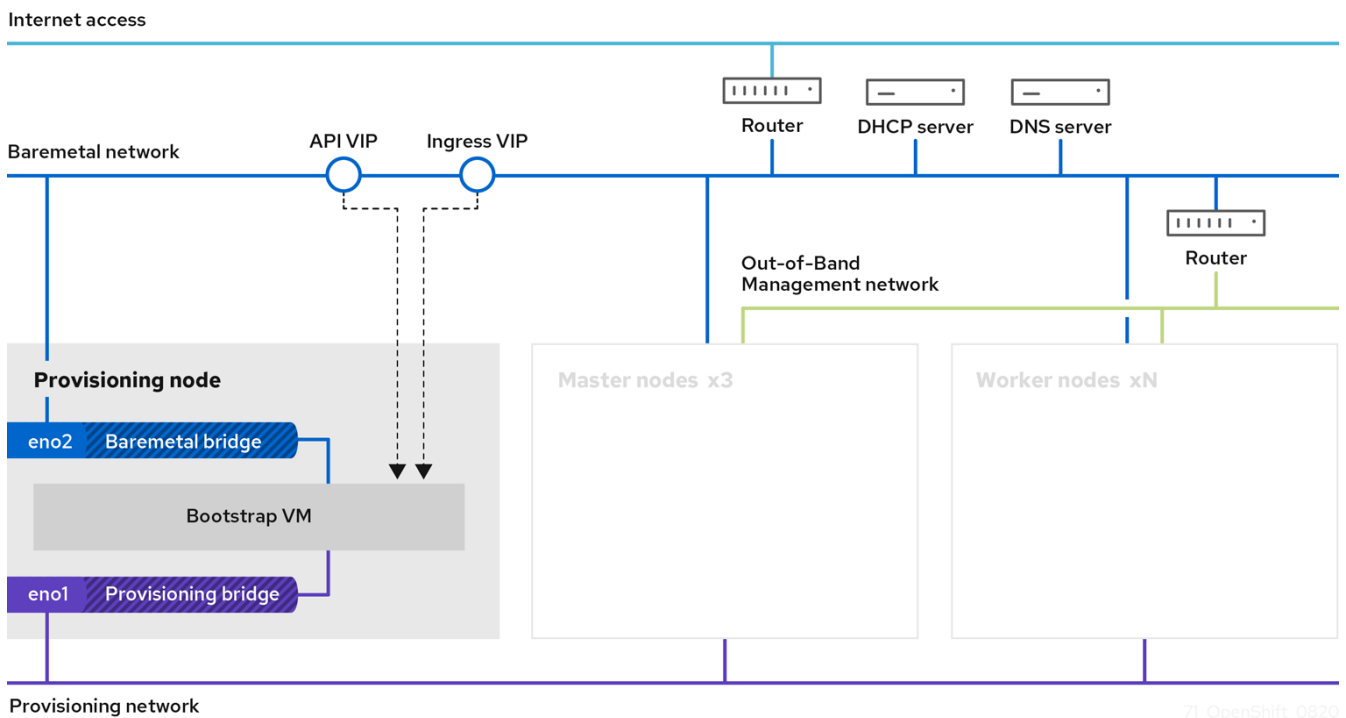 Internet access
Router
DHCP server
DNS server
API VIP
Ingress VIP
Baremetal network
Router
Out-of-Band
Management network
Provisioning node
Master nodes x3
Worker nodes xN
eno2
Baremetal bridge
Bootstrap VM
eno1
Provisioning bridge
Provisioning network
71_OpenShift_0820